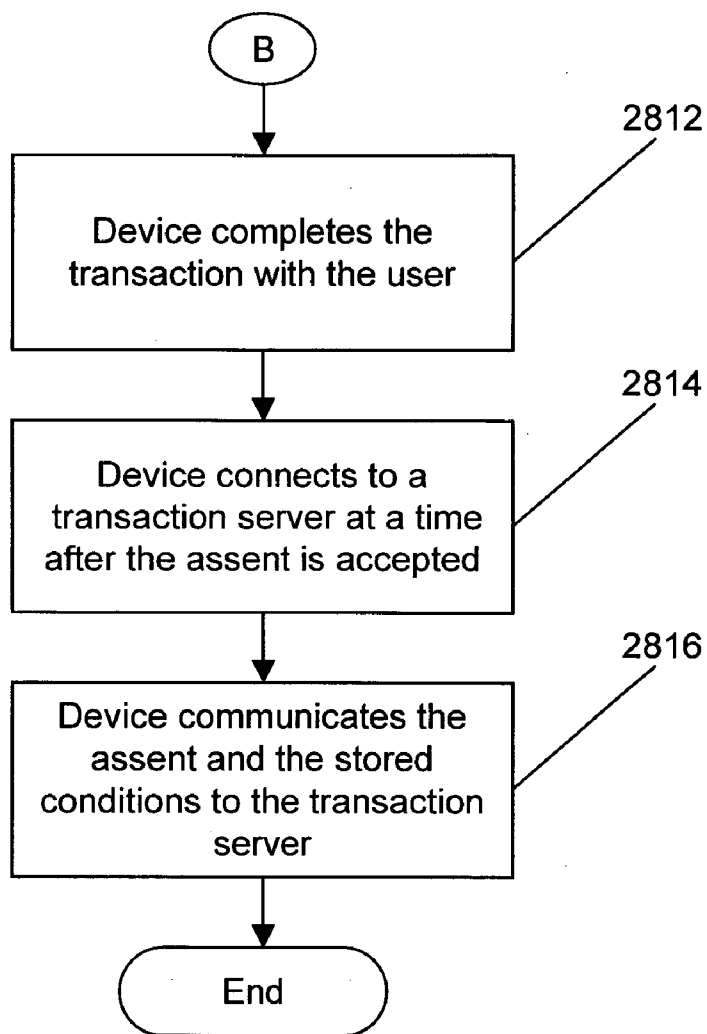 B
2812
Device completes the
transaction with the user
2814
Device connects to a
transaction server at a time
after the assent is accepted
2816
Device communicates the
assent and the stored
conditions to the transaction
server
End